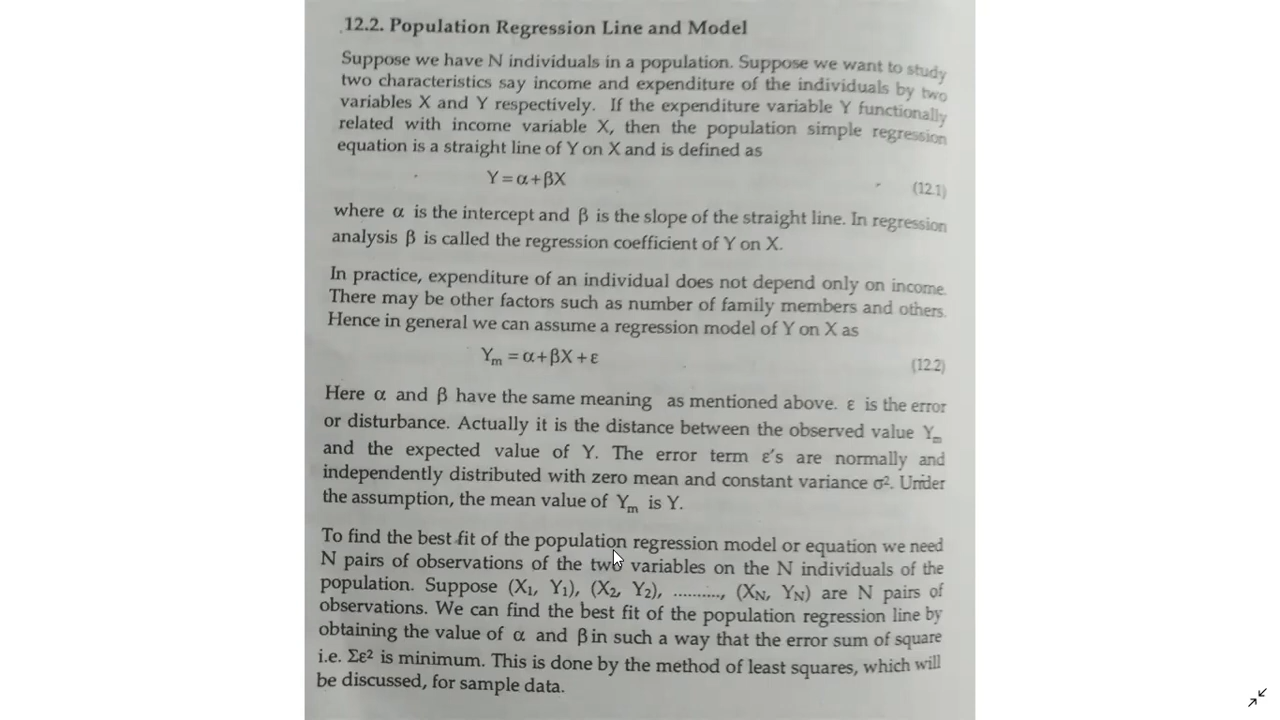 12.2. Population Regression Line and Model
Suppose we have N individuals in a population. Suppose we want to study
two characteristics say income and expenditure of the individuals by two
variables X and Y respectively. If the expenditure variable Y functionally
related with income variable X, then the population simple regression
equation is a straight line of Y on X and is defined as
Y = α + βX (12.1)
where α is the intercept and β is the slope of the straight line. In regression
analysis β is called the regression coefficient of Y on X.
In practice, expenditure of an individual does not depend only on income.
There may be other factors such as number of family members and others.
Hence in general we can assume a regression model of Y on X as
Yₘ = α + βX + ε (12.2)
Here α and β have the same meaning as mentioned above. ε is the error
or disturbance. Actually it is the distance between the observed value Yₘ
and the expected value of Y. The error term ε's are normally and
independently distributed with zero mean and constant variance σ². Under
the assumption, the mean value of Yₘ is Y.
To find the best fit of the population regression model or equation we need
N pairs of observations of the two variables on the N individuals of the
population. Suppose (X₁, Y₁), (X₂, Y₂), .........., (X_N, Y_N) are N pairs of
observations. We can find the best fit of the population regression line by
obtaining the value of α and β in such a way that the error sum of square
i.e. Σε² is minimum. This is done by the method of least squares, which will
be discussed, for sample data.